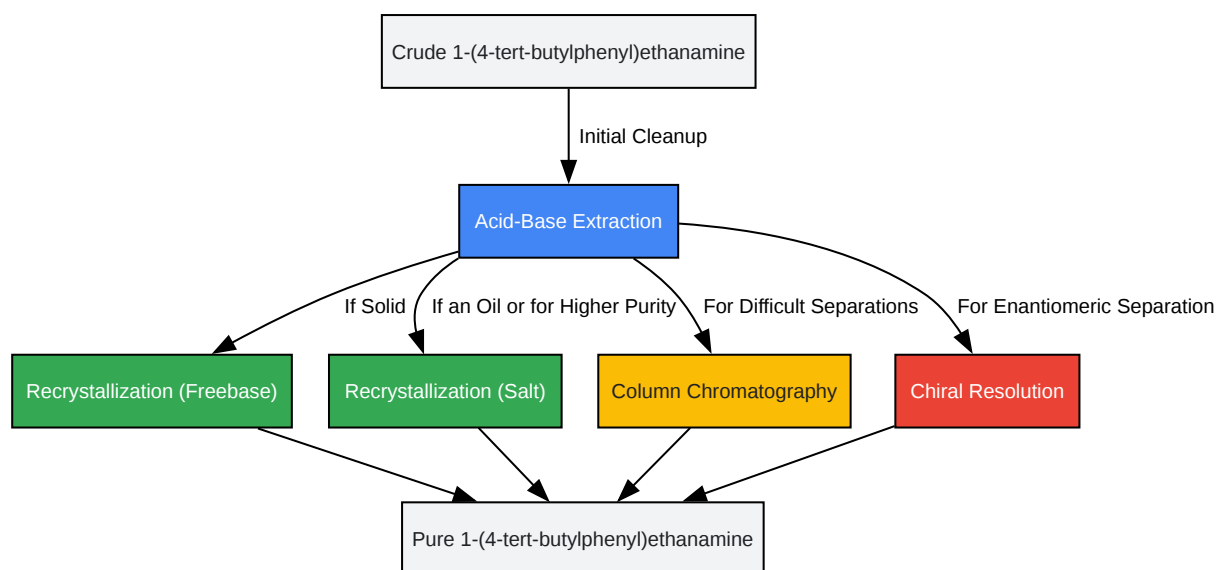 Crude 1-(4-tert-butylphenyl)ethanamine
Initial Cleanup
Acid-Base Extraction
If Solid
If an Oil or for Higher Purity
For Difficult Separations
For Enantiomeric Separation
Recrystallization (Freebase)
Recrystallization (Salt)
Column Chromatography
Chiral Resolution
Pure 1-(4-tert-butylphenyl)ethanamine